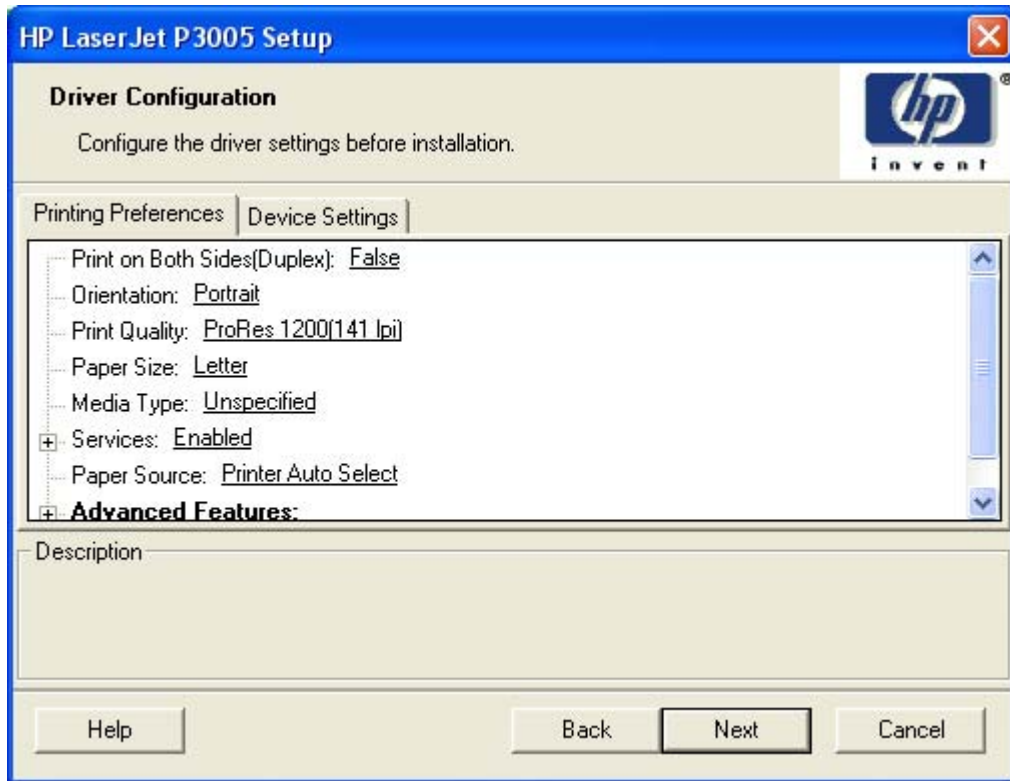 HP LaserJet P3005 Setup
Driver Configuration
Configure the driver settings before installation.
hp
®
invent
Printing Preferences
Device Settings
Print on Both Sides(Duplex): False
Orientation: Portrait
Print Quality: ProRes 1200(141 lpi)
Paper Size: Letter
Media Type: Unspecified
Services: Enabled
Paper Source: Printer Auto Select
Advanced Features:
Description
Help
Back
Next
Cancel